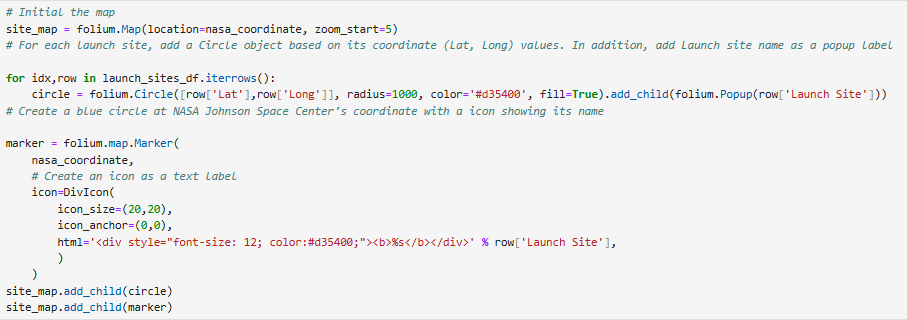 # Initial the map
site_map = folium.Map(location=nasa_coordinate, zoom_start=5)
# For each launch site, add a Circle object based on its coordinate (Lat, Long) values. In addition, add Launch site name as a popup label
for idx,row in launch_sites_df.iterrows():
    circle = folium.Circle([row['Lat'],row['Long']], radius=1000, color='#d35400', fill=True).add_child(folium.Popup(row['Launch Site']))
# Create a blue circle at NASA Johnson Space Center's coordinate with a icon showing its name
marker = folium.map.Marker(
    nasa_coordinate,
    # Create an icon as a text label
    icon=DivIcon(
        icon_size=(20,20),
        icon_anchor=(0,0),
        html='<div style="font-size: 12; color:#d35400;"><b>%s</b></div>' % row['Launch Site'],
        )
    )
site_map.add_child(circle)
site_map.add_child(marker)